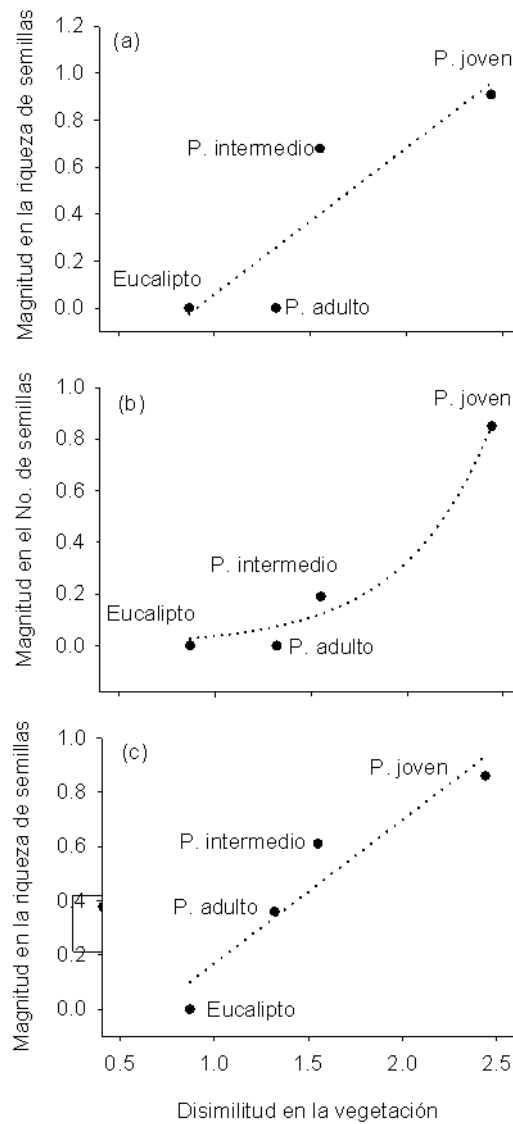 Magnitud en la riqueza de semillas
(a)
1.2
1.0
0.8
0.6
0.4
0.2
0.0
P. joven
P. intermedio
Eucalipto
P. adulto
Magnitud en el No. de semillas
(b)
1.0
0.8
0.6
0.4
0.2
0.0
P. joven
P. intermedio
Eucalipto
P. adulto
Magnitud en la riqueza de semillas
(c)
1.0
0.8
0.6
0.4
0.2
0.0
P. joven
P. intermedio
P. adulto
Eucalipto
0.5 1.0 1.5 2.0 2.5
Disimilitud en la vegetación